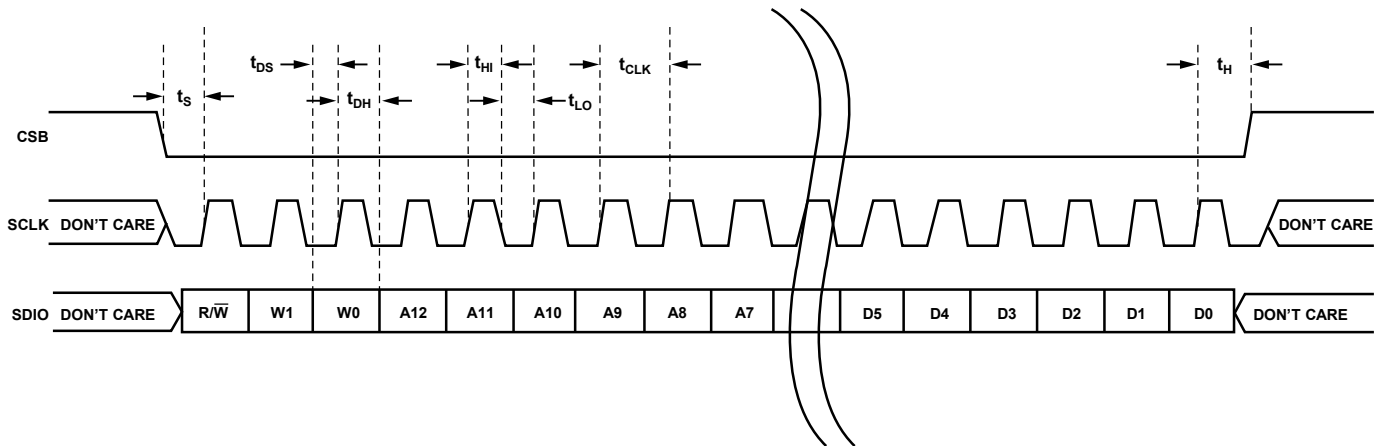 tDS
tHI
tCLK
tH
tS
tDH
tLO
CSB
SCLK DON'T CARE DON'T CARE
SDIO DON'T CARE R/W̅ W1 W0 A12 A11 A10 A9 A8 A7 D5 D4 D3 D2 D1 D0 DON'T CARE